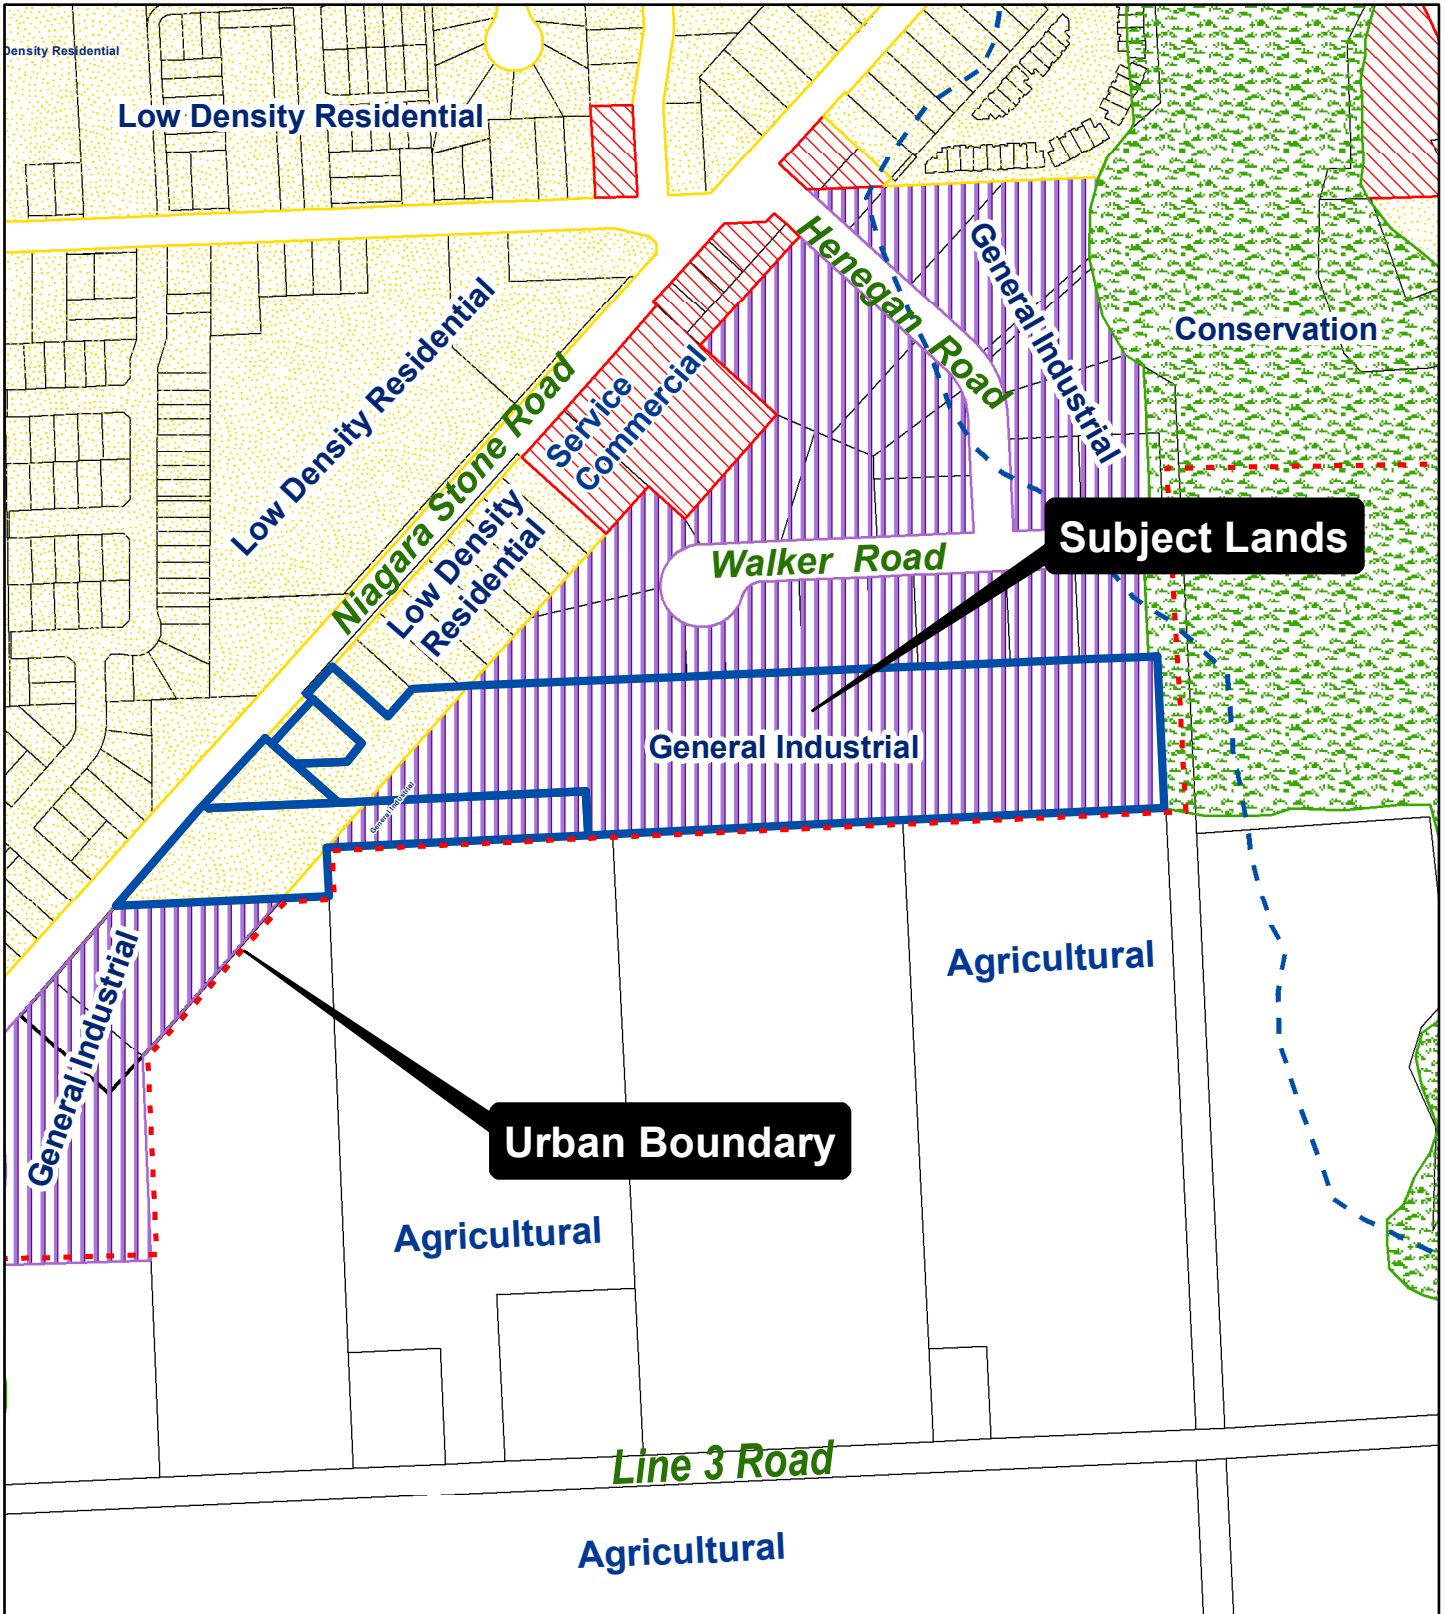 Density Residential
Low Density Residential
Henegan Road
General Industrial
Conservation
Low Density Residential
Niagara Stone Road
Service
Commercial
Low Density
Residential
Walker Road
Subject Lands
General Industrial
General Industrial
General Industrial
Agricultural
Urban Boundary
Agricultural
Line 3 Road
Agricultural